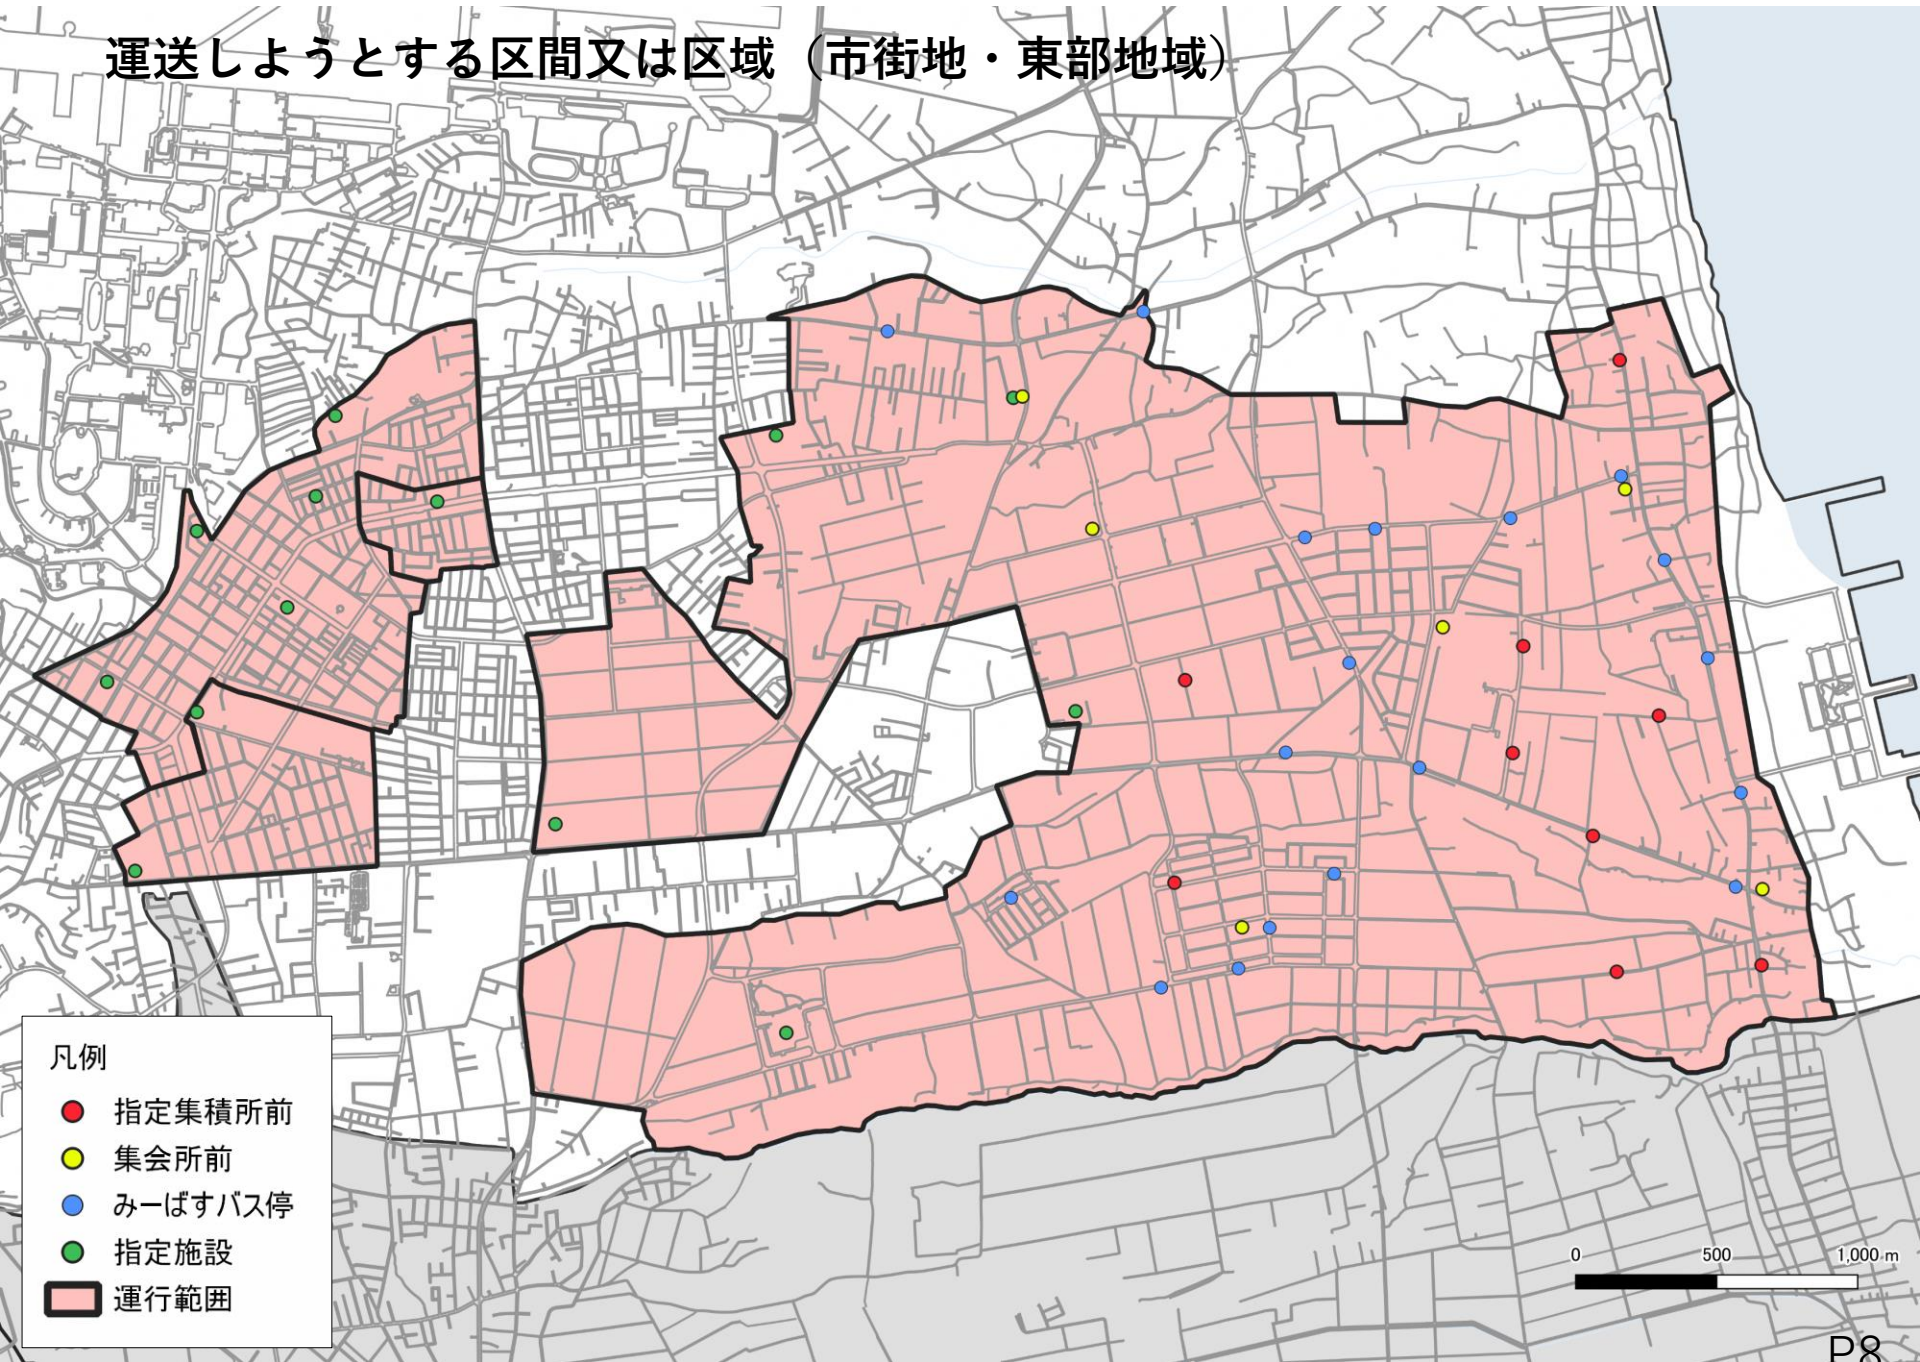 運送しようとする区間又は区域（市街地・東部地域）
凡例
指定集積所前
集会所前
みーばすバス停
指定施設
運行範囲
0 500 1,000 m
P8